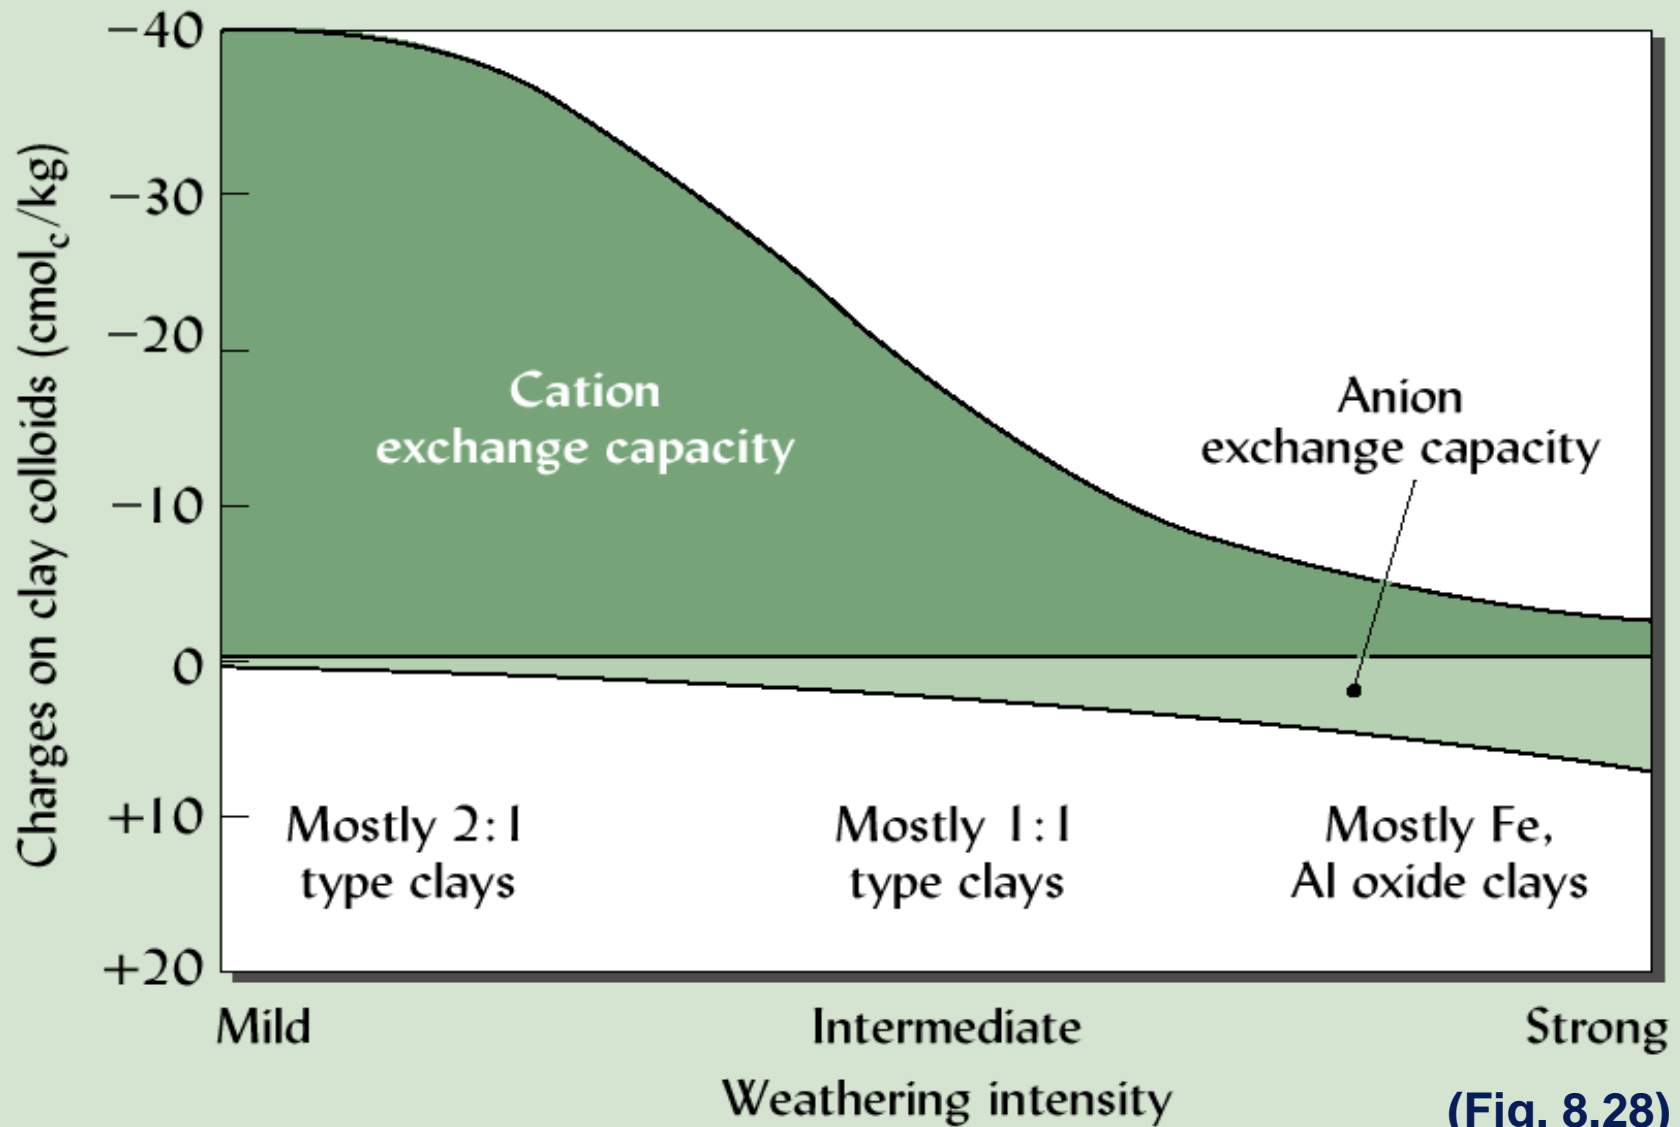 −40
−30
−20
−10
0
+10
+20
Charges on clay colloids (cmolc/kg)
Cation
exchange capacity
Anion
exchange capacity
Mostly 2:1
type clays
Mostly 1:1
type clays
Mostly Fe,
Al oxide clays
Mild
Intermediate
Strong
Weathering intensity
(Fig. 8.28)